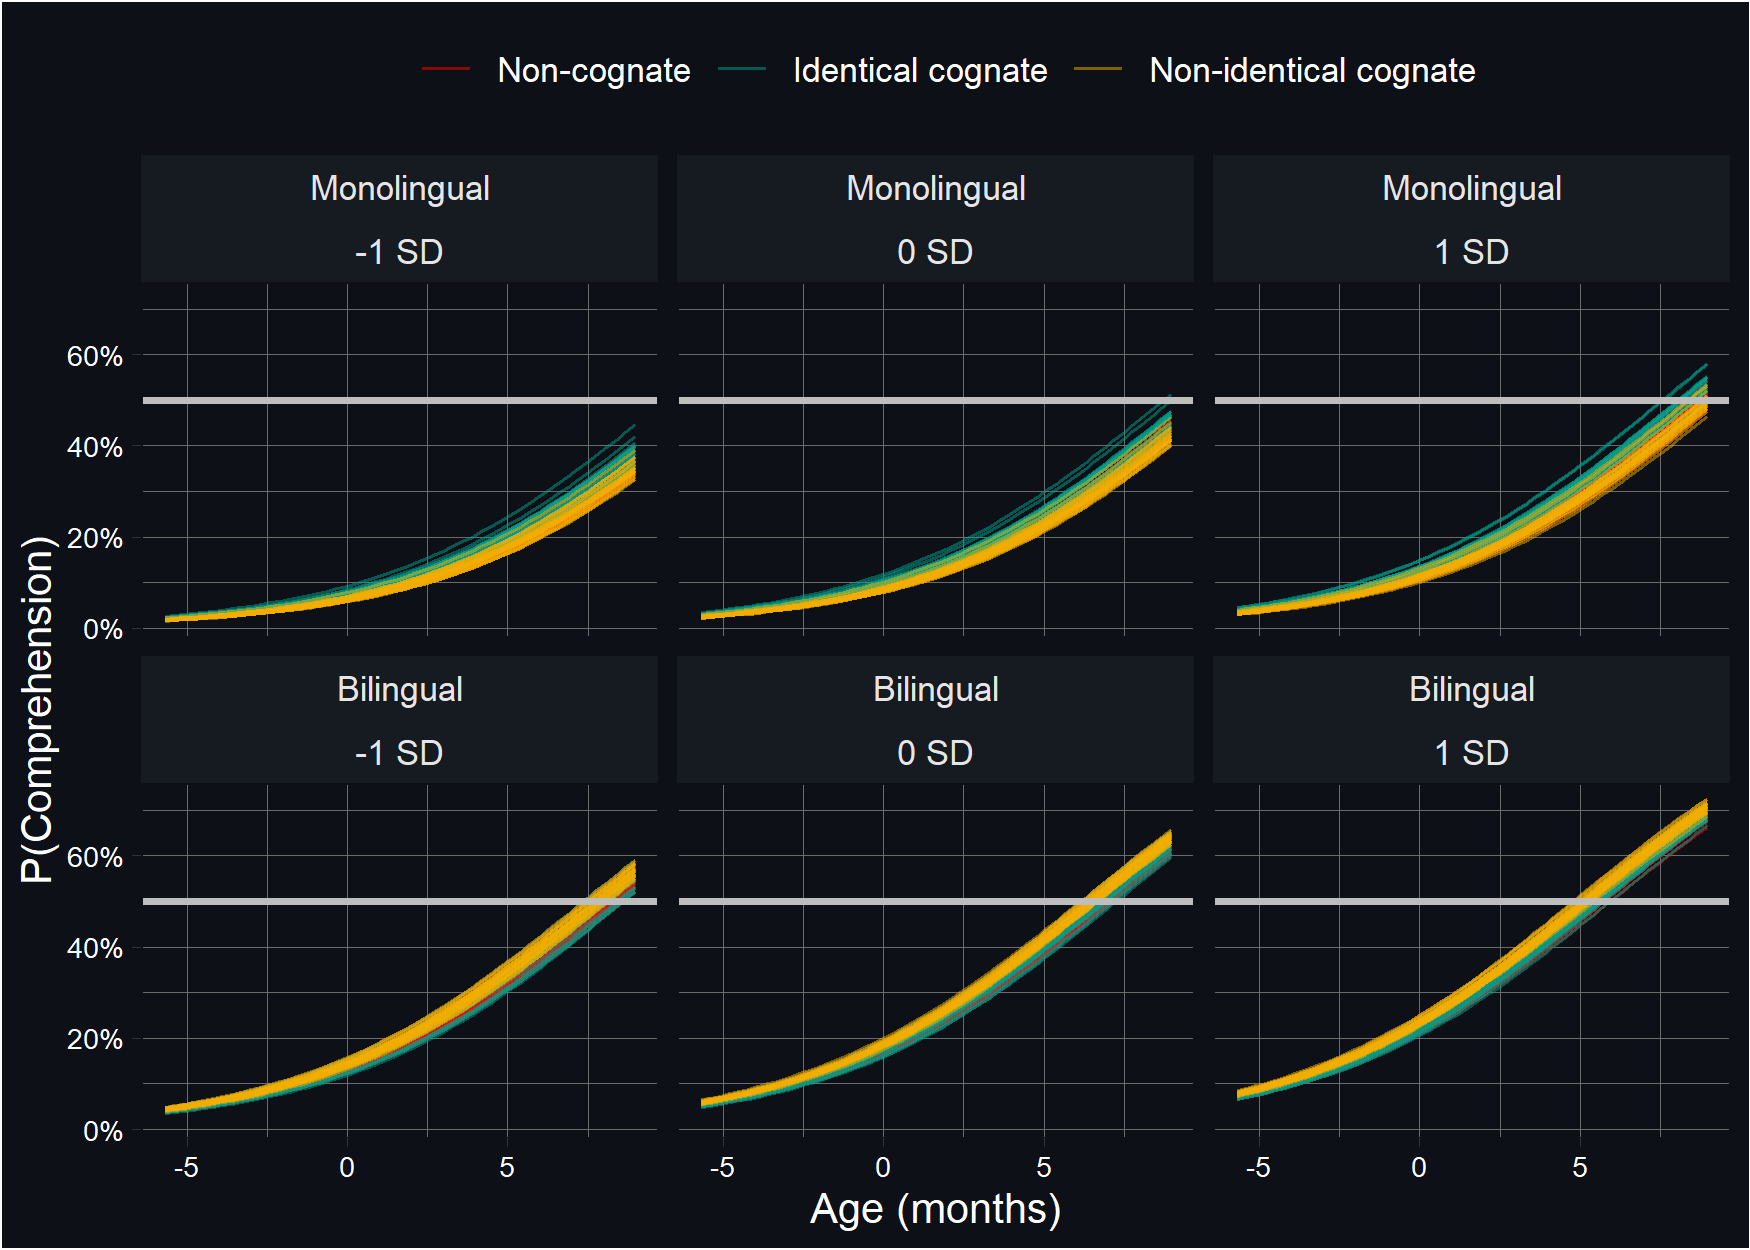 Non-cognate Identical cognate Non-identical cognate
Monolingual Monolingual Monolingual
-1 SD 0 SD 1 SD
60%
40%
20%
0%
P(Comprehension)
Bilingual Bilingual Bilingual
-1 SD 0 SD 1 SD
60%
40%
20%
0%
-5 0 5 -5 0 5 -5 0 5
Age (months)